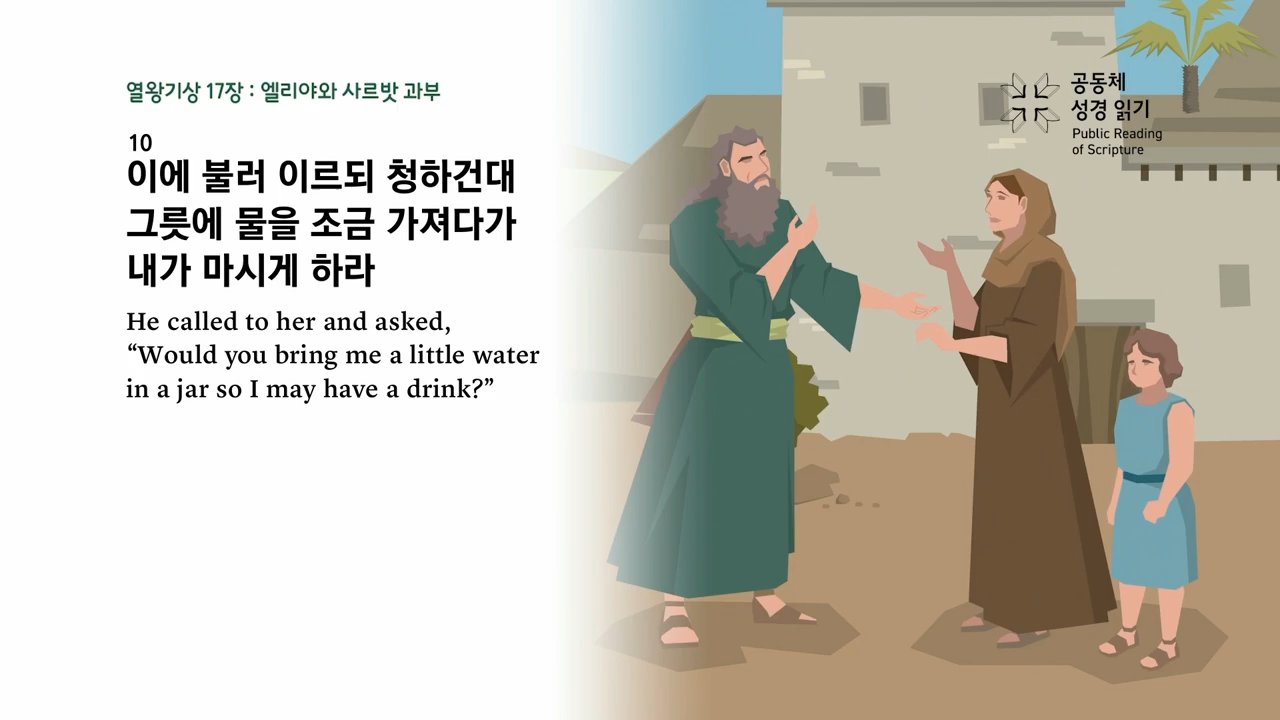 열왕기상 17장 : 엘리야와 사르밧 과부
10
이에 불러 이르되 청하건대
그릇에 물을 조금 가져다가
내가 마시게 하라
He called to her and asked,
“Would you bring me a little water
in a jar so I may have a drink?”
공동체
성경 읽기
Public Reading
of Scripture